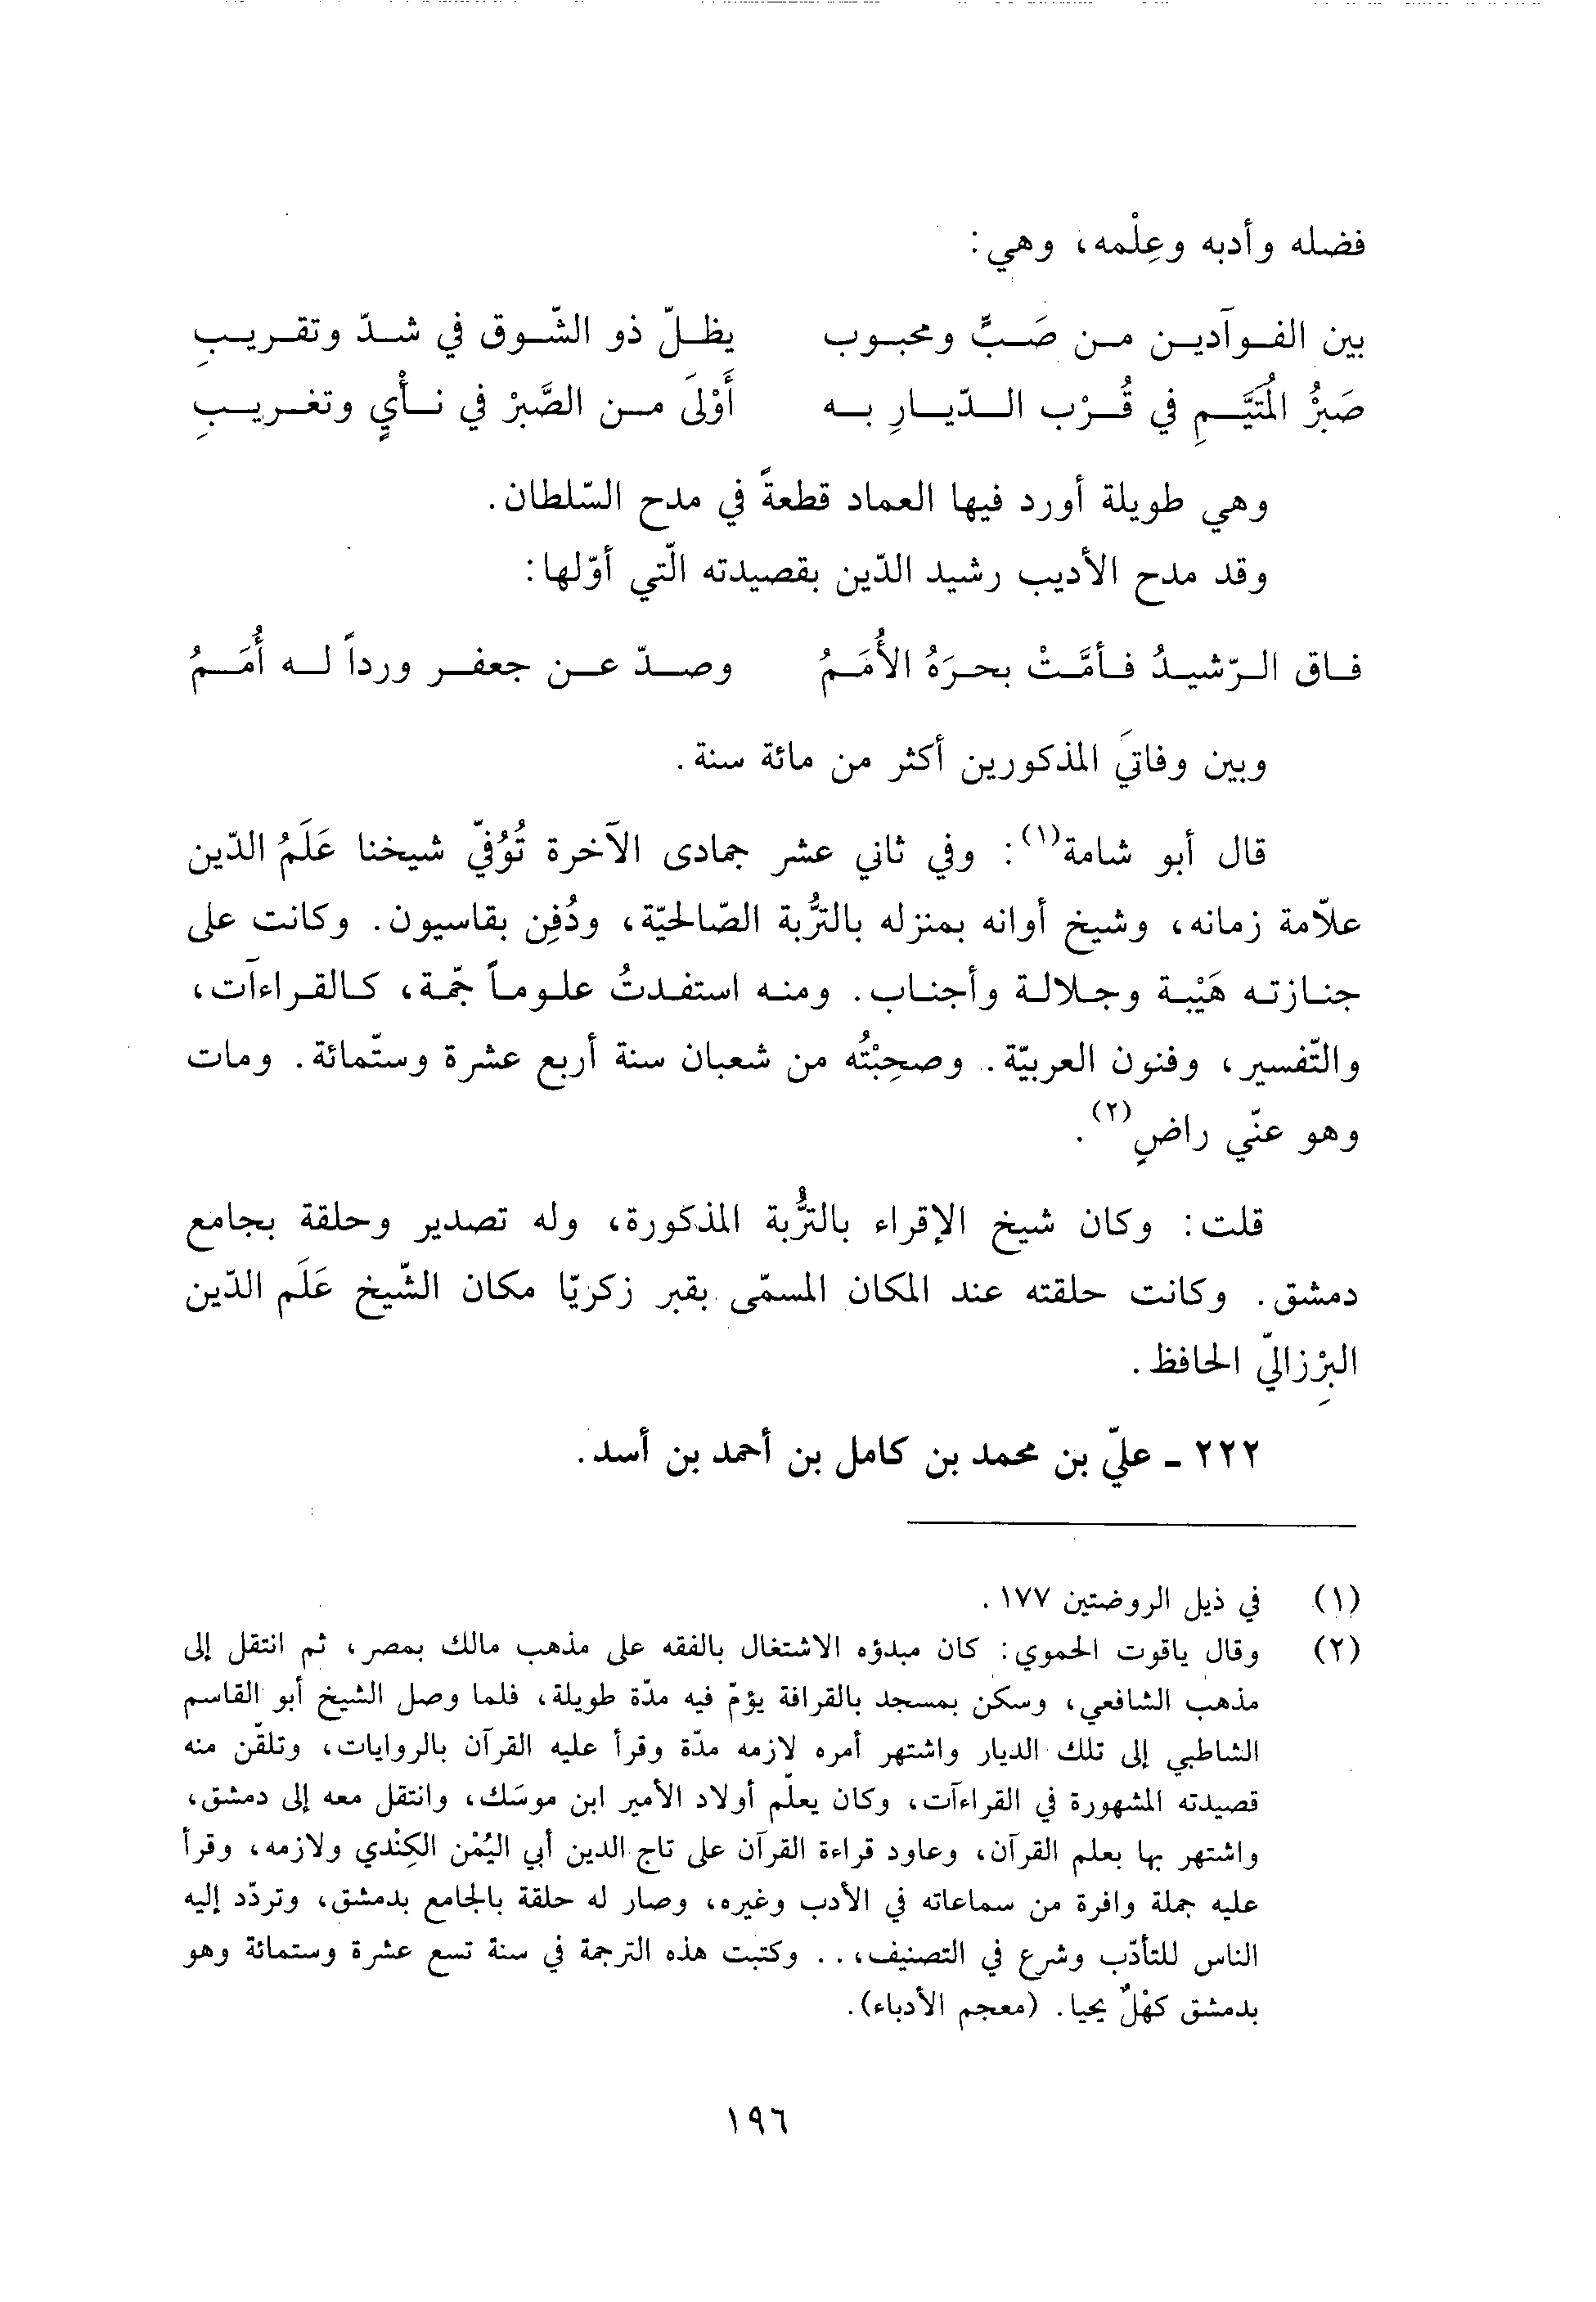 فضله وأدبه وعِلْمه، وهي:
بين الفوآدين من صَبٍّ ومحبوب يظلّ ذو الشّوق في شدّ وتقريبِ
صَبرُ المُتَيَّمِ في قُرْب الدّيارِ به أَوْلىَ من الصَّبرْ في نأْيٍ وتغريبِ
وهي طويلة أورد فيها العماد قطعةً في مدح السّلطان.
وقد مدح الأديب رشيد الدّين بقصيدته الّتي أوّلها:
فاق الرّشيدُ فأمَّتْ بحرَهُ الأُمَمُ وصدّ عن جعفر ورداً له أُمَمُ
وبين وفاتيَ المذكورين أكثر من مائة سنة.
قال أبو شامة(١): وفي ثاني عشر جمادى الآخرة تُوُفيّ شيخنا عَلَمُ الدّين
علاّمة زمانه، وشيخ أوانه بمنزله بالتُّربة الصّالحيّة، ودُفِن بقاسيون. وكانت على
جنازته هَيْبة وجلالة وأجناب. ومنه استفدتُ علوماً جّمة، كالقراءآت،
والتّفسير، وفنون العربيّة. وصحِبْتُه من شعبان سنة أربع عشرة وستّمائة. ومات
وهو عنّي راضٍ(٢).
قلت: وكان شيخ الإقراء بالتُّربة المذكورة، وله تصدير وحلقة بجامع
دمشق. وكانت حلقته عند المكان المسمّى بقبر زكريّا مكان الشّيخ عَلَم الدّين
البِرْزاليّ الحافظ.
٢٢٢ ـ عليّ بن محمد بن كامل بن أحمد بن أسد.
(١) في ذيل الروضتين ١٧٧.
(٢) وقال ياقوت الحموي: كان مبدؤه الاشتغال بالفقه على مذهب مالك بمصر، ثم انتقل إلى
مذهب الشافعي، وسكن بمسجد بالقرافة يؤمّ فيه مدّة طويلة، فلما وصل الشيخ أبو القاسم
الشاطبي إلى تلك الديار واشتهر أمره لازمه مدّة وقرأ عليه القرآن بالروايات، وتلقّن منه
قصيدته المشهورة في القراءآت، وكان يعلّم أولاد الأمير ابن موسَك، وانتقل معه إلى دمشق،
واشتهر بها بعلم القرآن، وعاود قراءة القرآن على تاج الدين أبي اليُمْن الكِنْدي ولازمه، وقرأ
عليه جملة وافرة من سماعاته في الأدب وغيره، وصار له حلقة بالجامع بدمشق، وتردّد إليه
الناس للتأدّب وشرع في التصنيف،.. وكتبت هذه الترجمة في سنة تسع عشرة وستمائة وهو
بدمشق كهْلٌ يحيا. (معجم الأدباء).
١٩٦